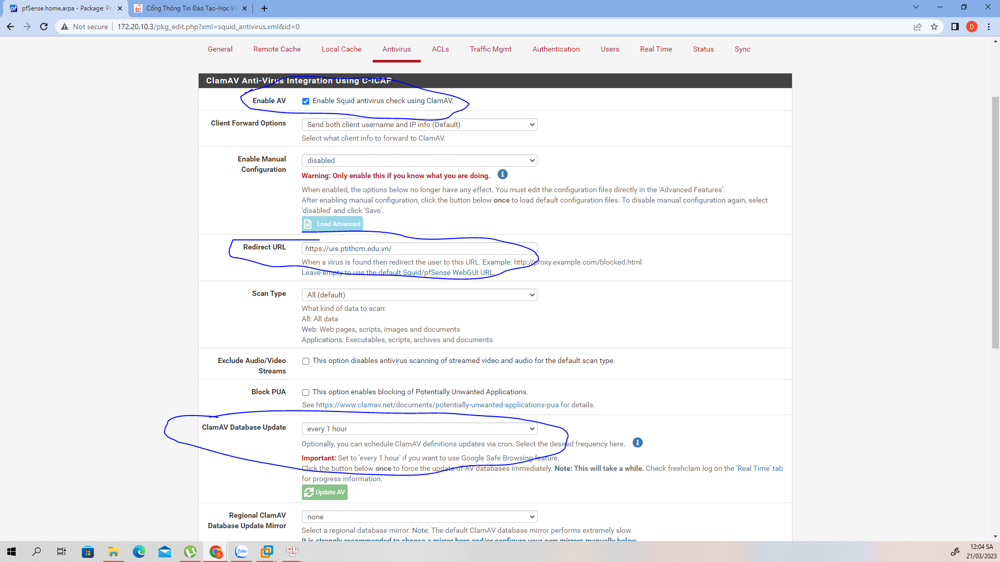 pfSense.home.arpa - Package: Pr
Cổng Thông Tin Đào Tạo-Học Vi
Not secure
172.20.10.3/pkg_edit.php?xml=squid_antivirus.xml&id=0
D
General Remote Cache Local Cache Antivirus ACLs Traffic Mgmt Authentication Users Real Time Status Sync
ClamAV Anti-Virus Integration Using C-ICAP
Enable AV
Enable Squid antivirus check using ClamAV.
Client Forward Options
Send both client username and IP info (Default)
Select what client info to forward to ClamAV.
Enable Manual
Configuration
disabled
Warning: Only enable this if you know what you are doing.
When enabled, the options below no longer have any effect. You must edit the configuration files directly in the 'Advanced Features'.
After enabling manual configuration, click the button below once to load default configuration files. To disable manual configuration again, select
'disabled' and click 'Save'.
Load Advanced
Redirect URL
https://uis.ptithcm.edu.vn/
When a virus is found then redirect the user to this URL. Example: http://proxy.example.com/blocked.html
Leave empty to use the default Squid/pfSense WebGUI URL.
Scan Type
All (default)
What kind of data to scan:
All: All data
Web: Web pages, scripts, images and documents
Applications: Executables, scripts, archives and documents
Exclude Audio/Video
Streams
This option disables antivirus scanning of streamed video and audio for the default scan type.
Block PUA
This option enables blocking of Potentially Unwanted Applications.
See https://www.clamav.net/documents/potentially-unwanted-applications-pua for details.
ClamAV Database Update
every 1 hour
Optionally, you can schedule ClamAV definitions updates via cron. Select the desired frequency here.
Important: Set to 'every 1 hour' if you want to use Google Safe Browsing feature.
Click the button below once to force the update of AV databases immediately. Note: This will take a while. Check freshclam log on the 'Real Time' tab
for progress information.
Update AV
Regional ClamAV
Database Update Mirror
none
Select a regional database mirror. Note: The default ClamAV database mirror performs extremely slow.
It is strongly recommended to choose a mirror here and/or configure your own mirrors manually below.
Zalo
12:04 SA
21/03/2023